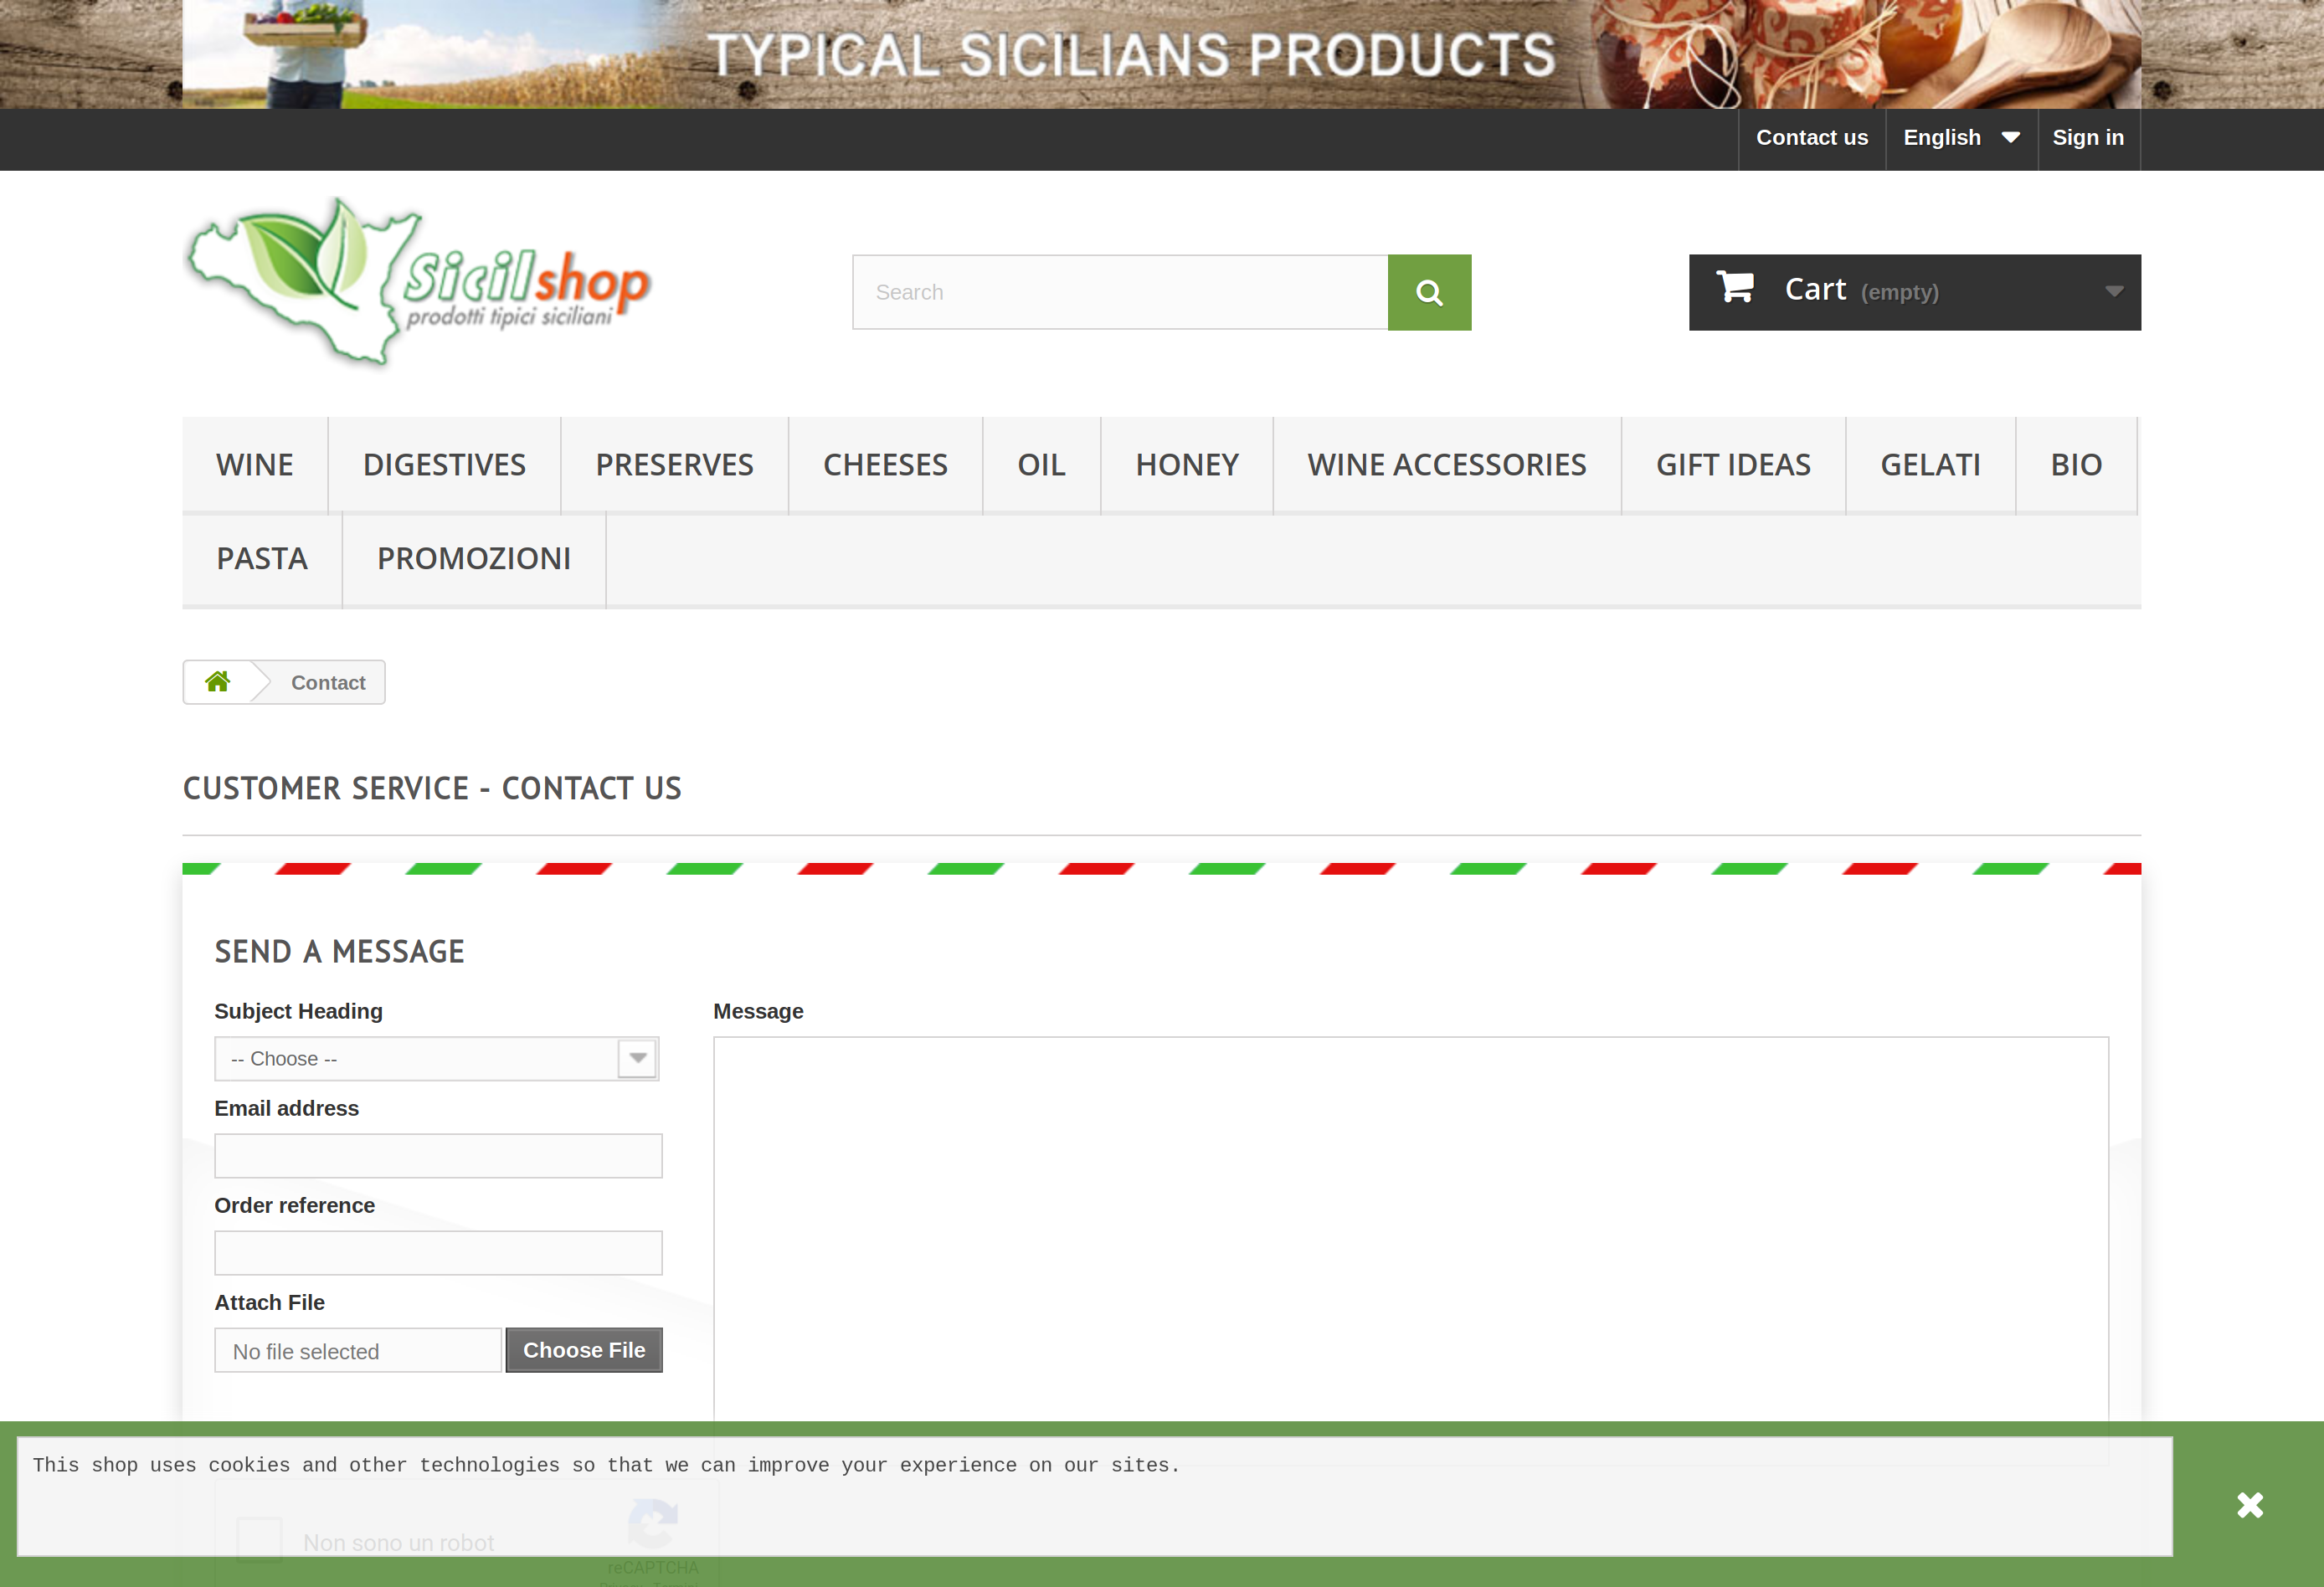 TYPICAL SICILIANS PRODUCTS
Contact us English Sign in
Sicilshop
prodotti tipici siciliani
Search
Cart (empty)
WINE DIGESTIVES PRESERVES CHEESES OIL HONEY WINE ACCESSORIES GIFT IDEAS GELATI BIO
PASTA PROMOZIONI
Contact
CUSTOMER SERVICE - CONTACT US
SEND A MESSAGE
Subject Heading
-- Choose --
Email address
Order reference
Attach File
No file selected Choose File
Message
This shop uses cookies and other technologies so that we can improve your experience on our sites.
Non sono un robot
reCAPTCHA